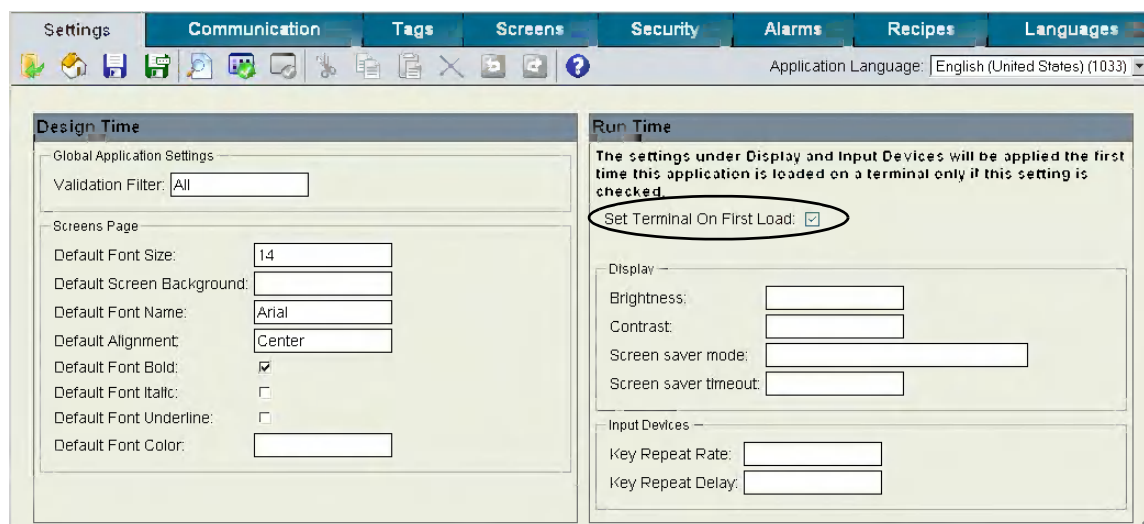 Settings Communication Tags Screens Security Alarms Recipes Languages
Application Language: English (United States) (1033)
Design Time
Global Application Settings
Validation Filter: All
Screens Page
Default Font Size: 14
Default Screen Background:
Default Font Name: Arial
Default Alignment: Center
Default Font Bold:
Default Font Italic:
Default Font Underline:
Default Font Color:
Run Time
The settings under Display and Input Devices will be applied the first
time this application is loaded on a terminal only if this setting is
checked.
Set Terminal On First Load:
Display
Brightness:
Contrast:
Screen saver mode:
Screen saver timeout:
Input Devices
Key Repeat Rate:
Key Repeat Delay: